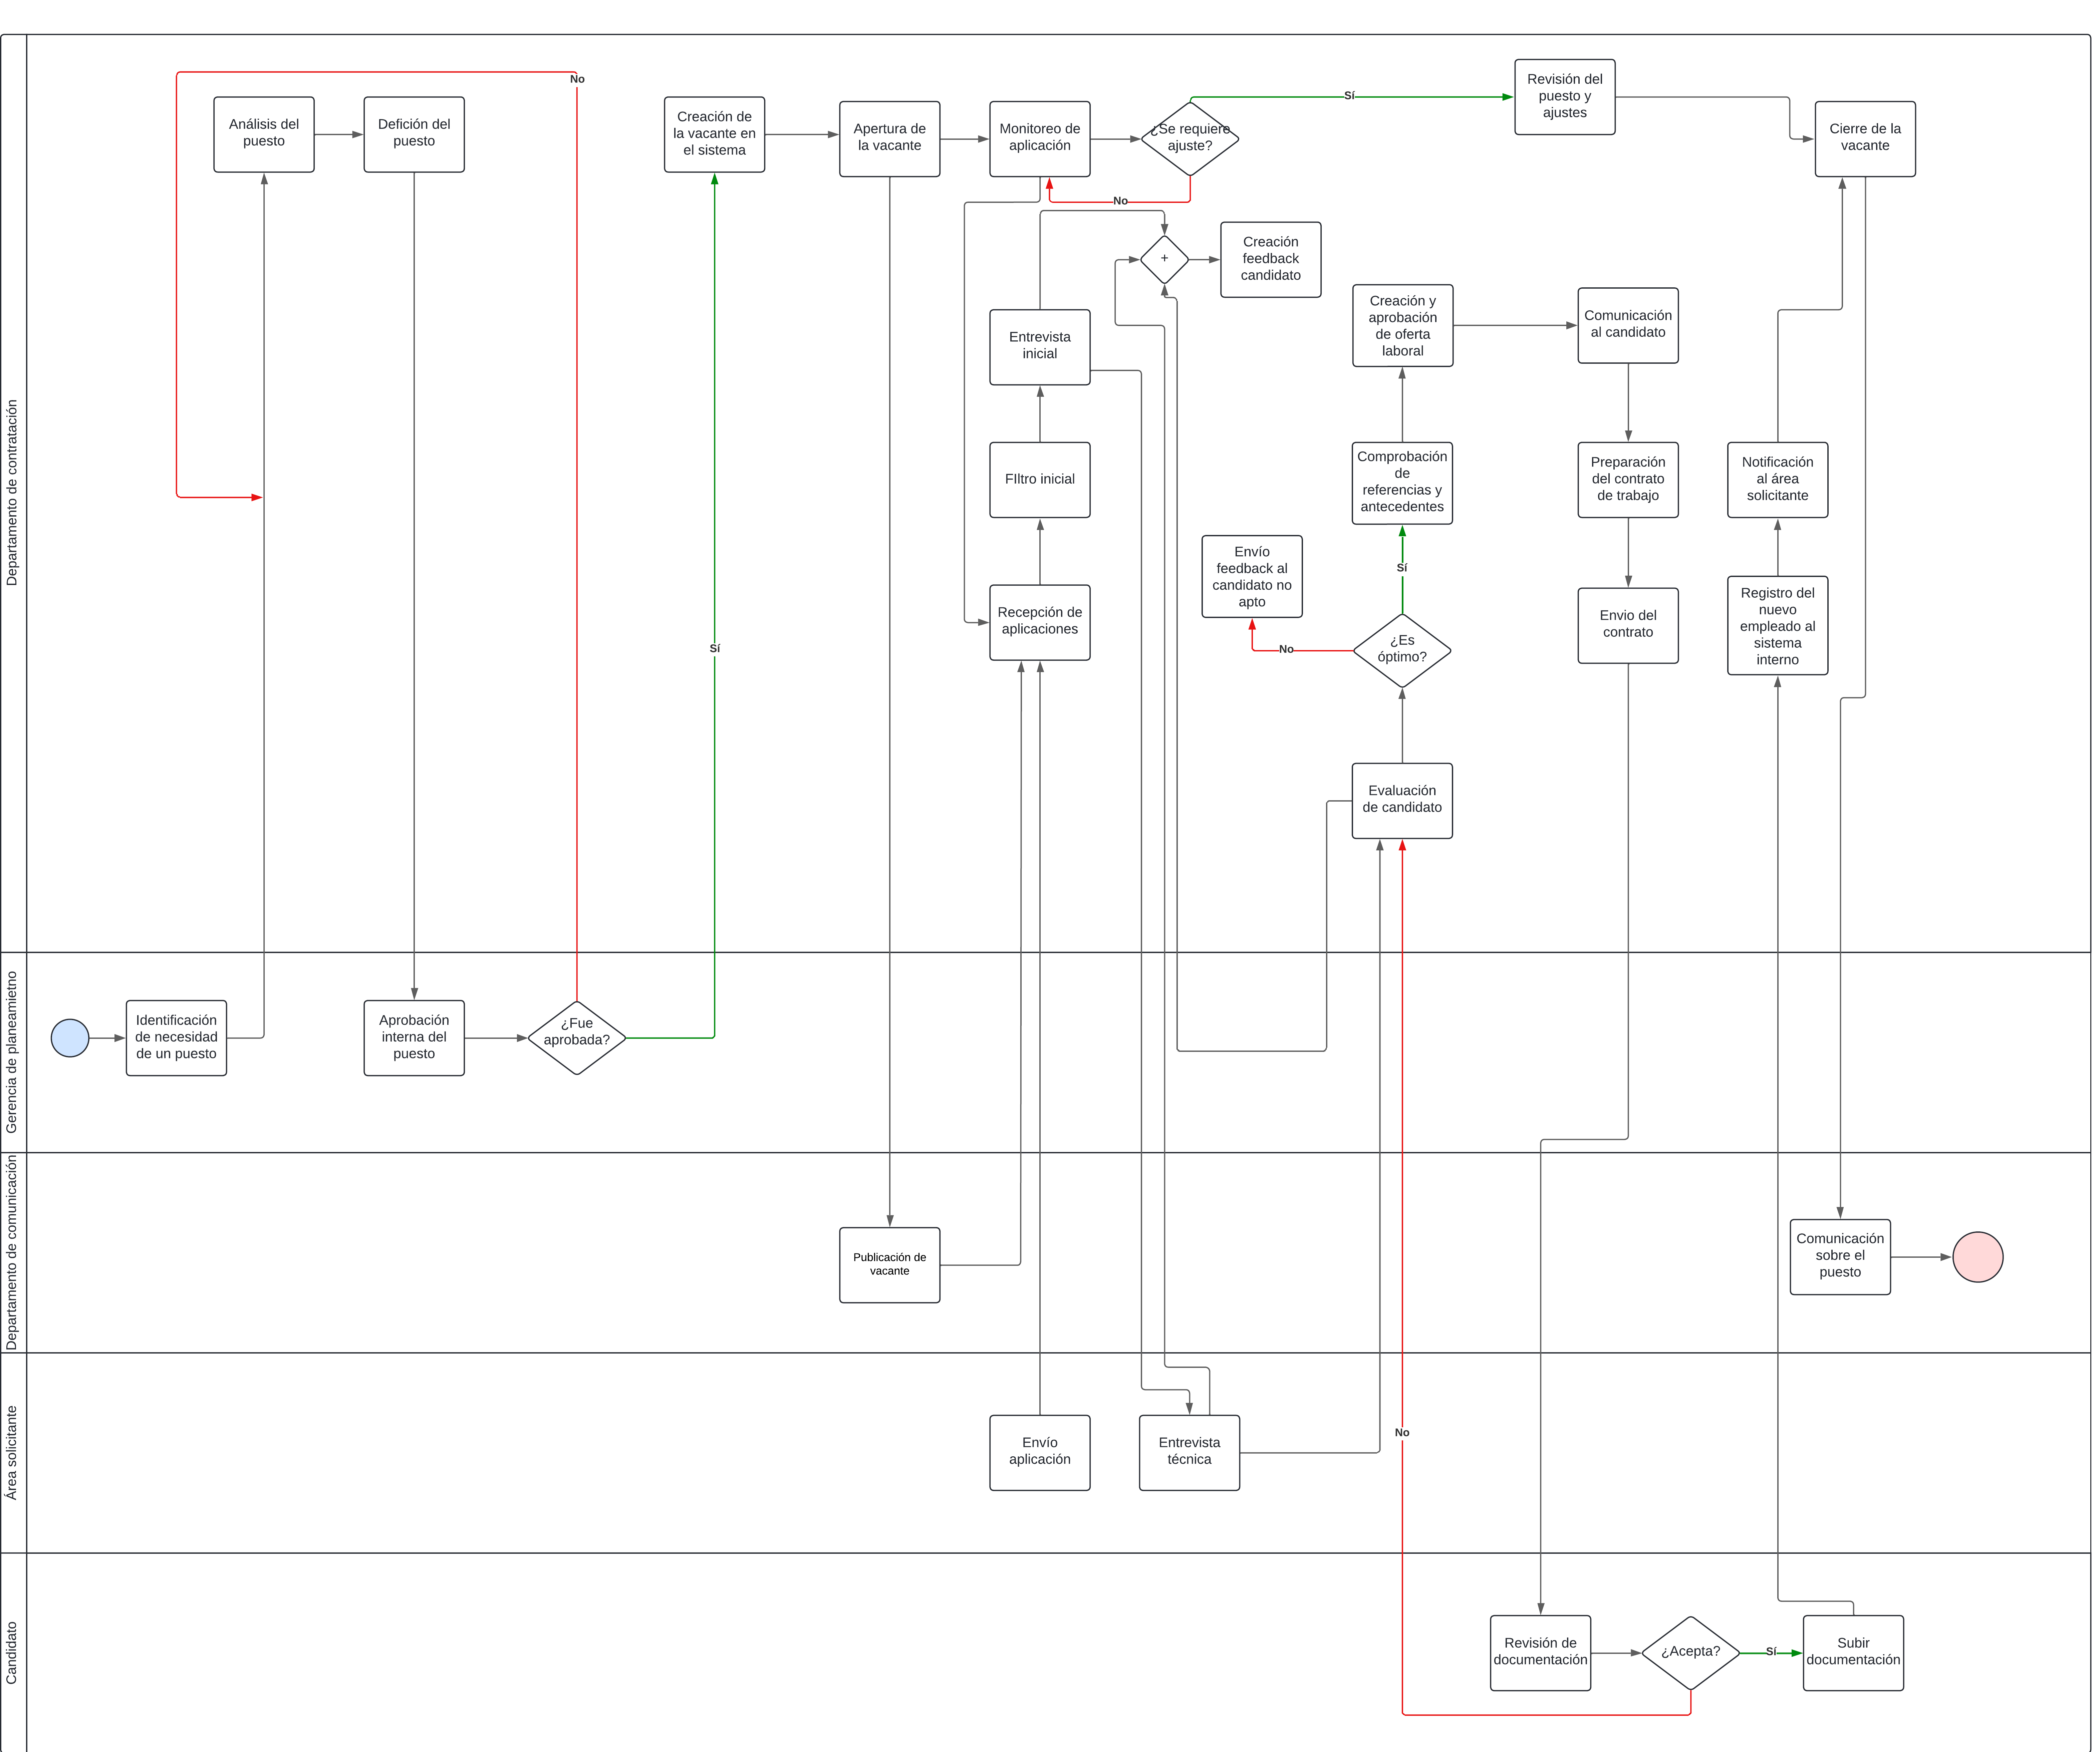 Departamento de contratación
No
Análisis del
puesto
Defición del
puesto
Creación de
la vacante en
el sistema
Apertura de
la vacante
Monitoreo de
aplicación
¿Se requiere
ajuste?
Sí
No
Revisión del
puesto y
ajustes
Cierre de la
vacante
+
Creación
feedback
candidato
Entrevista
inicial
Creación y
aprobación
de oferta
laboral
Comunicación
al candidato
FIltro inicial
Comprobación
de
referencias y
antecedentes
Preparación
del contrato
de trabajo
Notificación
al área
solicitante
Envío
feedback al
candidato no
apto
Sí
Recepción de
aplicaciones
No
¿Es
óptimo?
Envio del
contrato
Registro del
nuevo
empleado al
sistema
interno
Sí
Evaluación
de candidato
Gerencia de planeamietno
Identificación
de necesidad
de un puesto
Aprobación
interna del
puesto
¿Fue
aprobada?
Departamento de comunicación
Publicación de
vacante
Comunicación
sobre el
puesto
Área solicitante
Envío
aplicación
Entrevista
técnica
No
Candidato
Revisión de
documentación
¿Acepta?
Sí
Subir
documentación